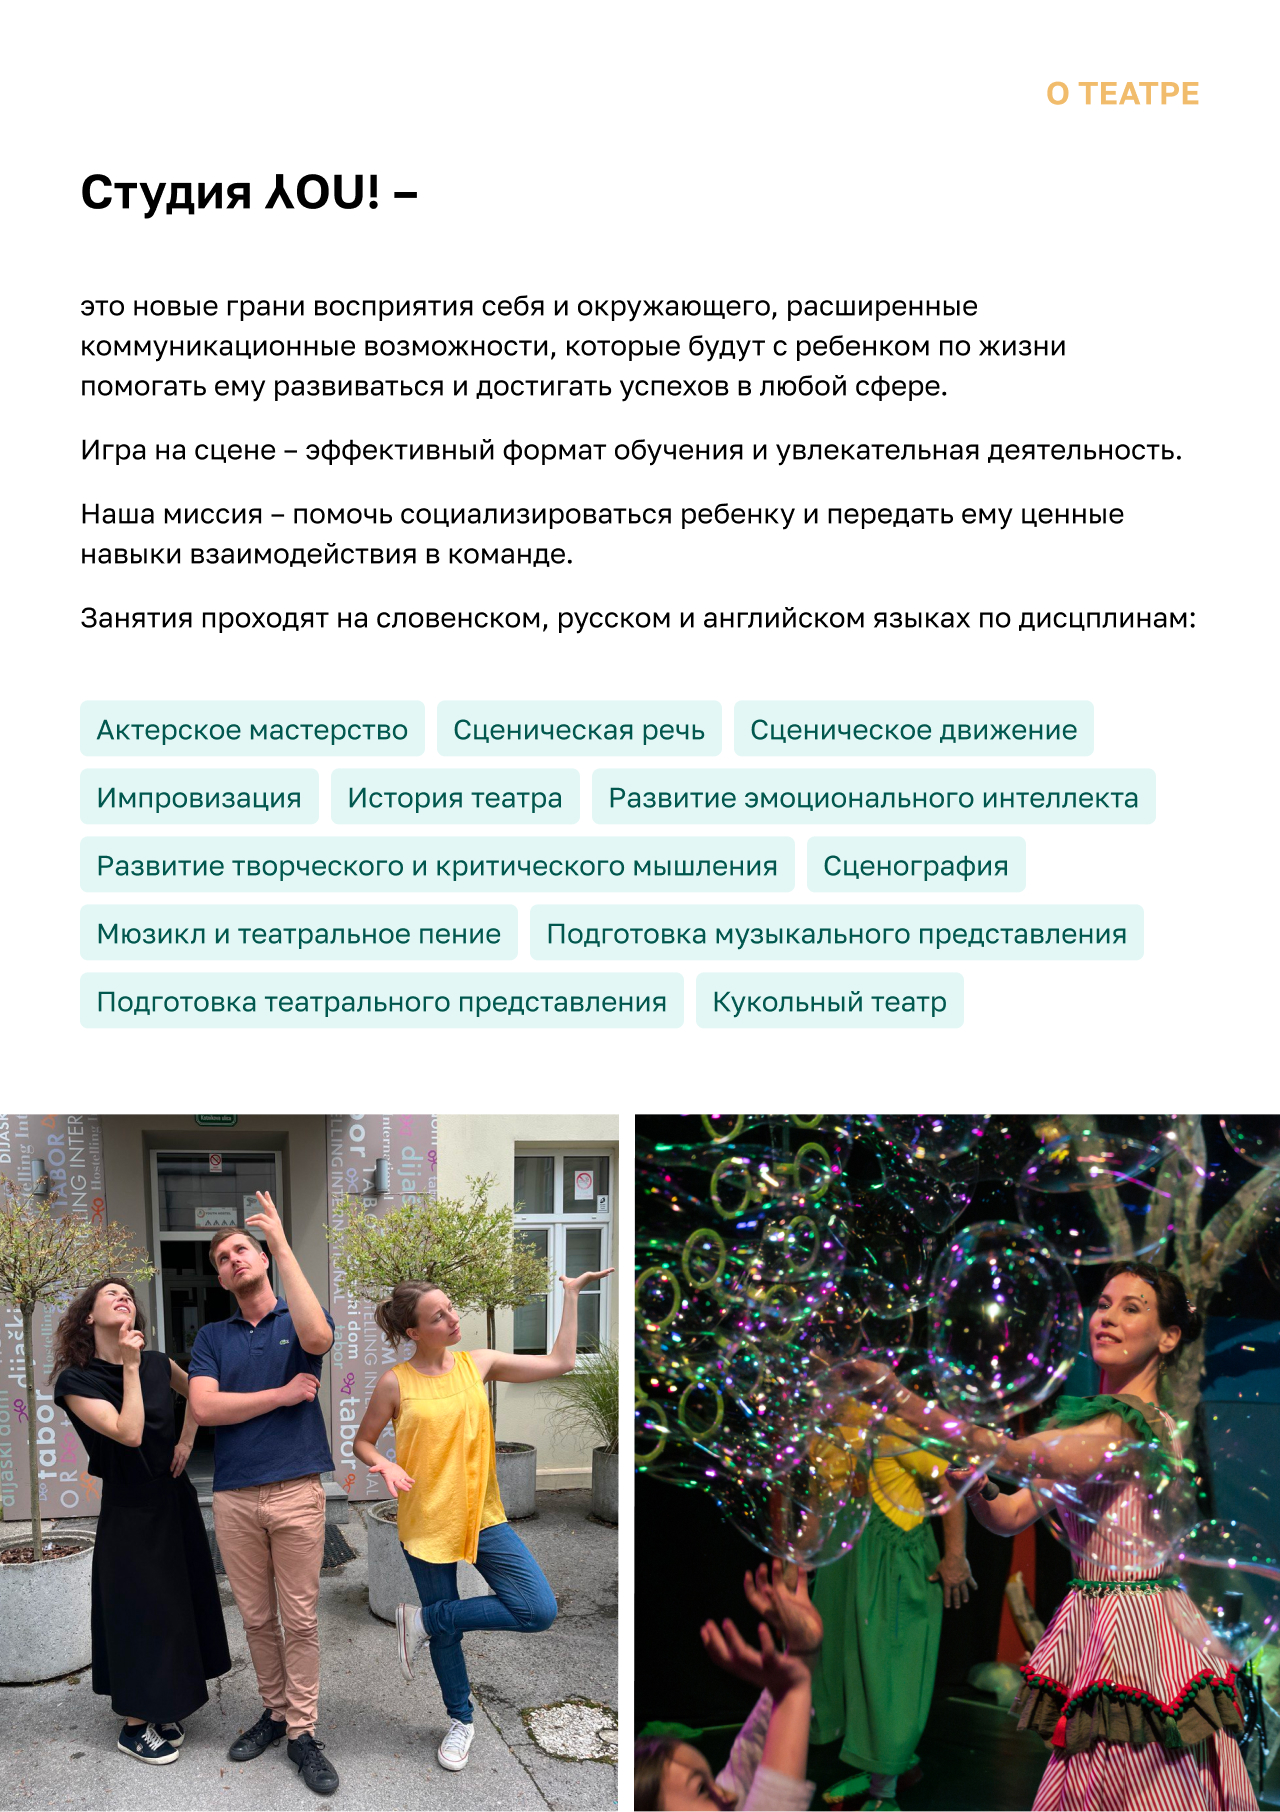 О ТЕАТРЕ
Студия ⅄OU! –
это новые грани восприятия себя и окружающего, расширенные
коммуникационные возможности, которые будут с ребенком по жизни
помогать ему развиваться и достигать успехов в любой сфере.
Игра на сцене – эффективный формат обучения и увлекательная деятельность.
Наша миссия – помочь социализироваться ребенку и передать ему ценные
навыки взаимодействия в команде.
Занятия проходят на словенском, русском и английском языках по дисцплинам:
Актерское мастерство
Сценическая речь
Сценическое движение
Импровизация
История театра
Развитие эмоционального интеллекта
Развитие творческого и критического мышления
Сценография
Мюзикл и театральное пение
Подготовка музыкального представления
Подготовка театрального представления
Кукольный театр
tabor
dijaški dom
tabor